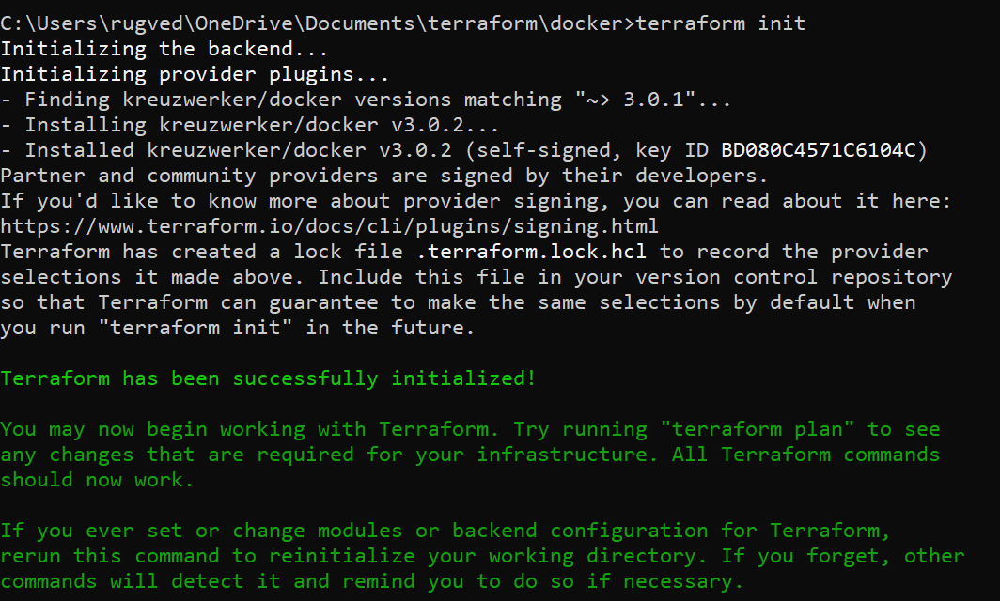 C:\Users\rugved\OneDrive\Documents\terraform\docker>terraform init
Initializing the backend...
Initializing provider plugins...
- Finding kreuzwerker/docker versions matching "~> 3.0.1"...
- Installing kreuzwerker/docker v3.0.2...
- Installed kreuzwerker/docker v3.0.2 (self-signed, key ID BD080C4571C6104C)
Partner and community providers are signed by their developers.
If you'd like to know more about provider signing, you can read about it here:
https://www.terraform.io/docs/cli/plugins/signing.html
Terraform has created a lock file .terraform.lock.hcl to record the provider
selections it made above. Include this file in your version control repository
so that Terraform can guarantee to make the same selections by default when
you run "terraform init" in the future.
Terraform has been successfully initialized!
You may now begin working with Terraform. Try running "terraform plan" to see
any changes that are required for your infrastructure. All Terraform commands
should now work.
If you ever set or change modules or backend configuration for Terraform,
rerun this command to reinitialize your working directory. If you forget, other
commands will detect it and remind you to do so if necessary.